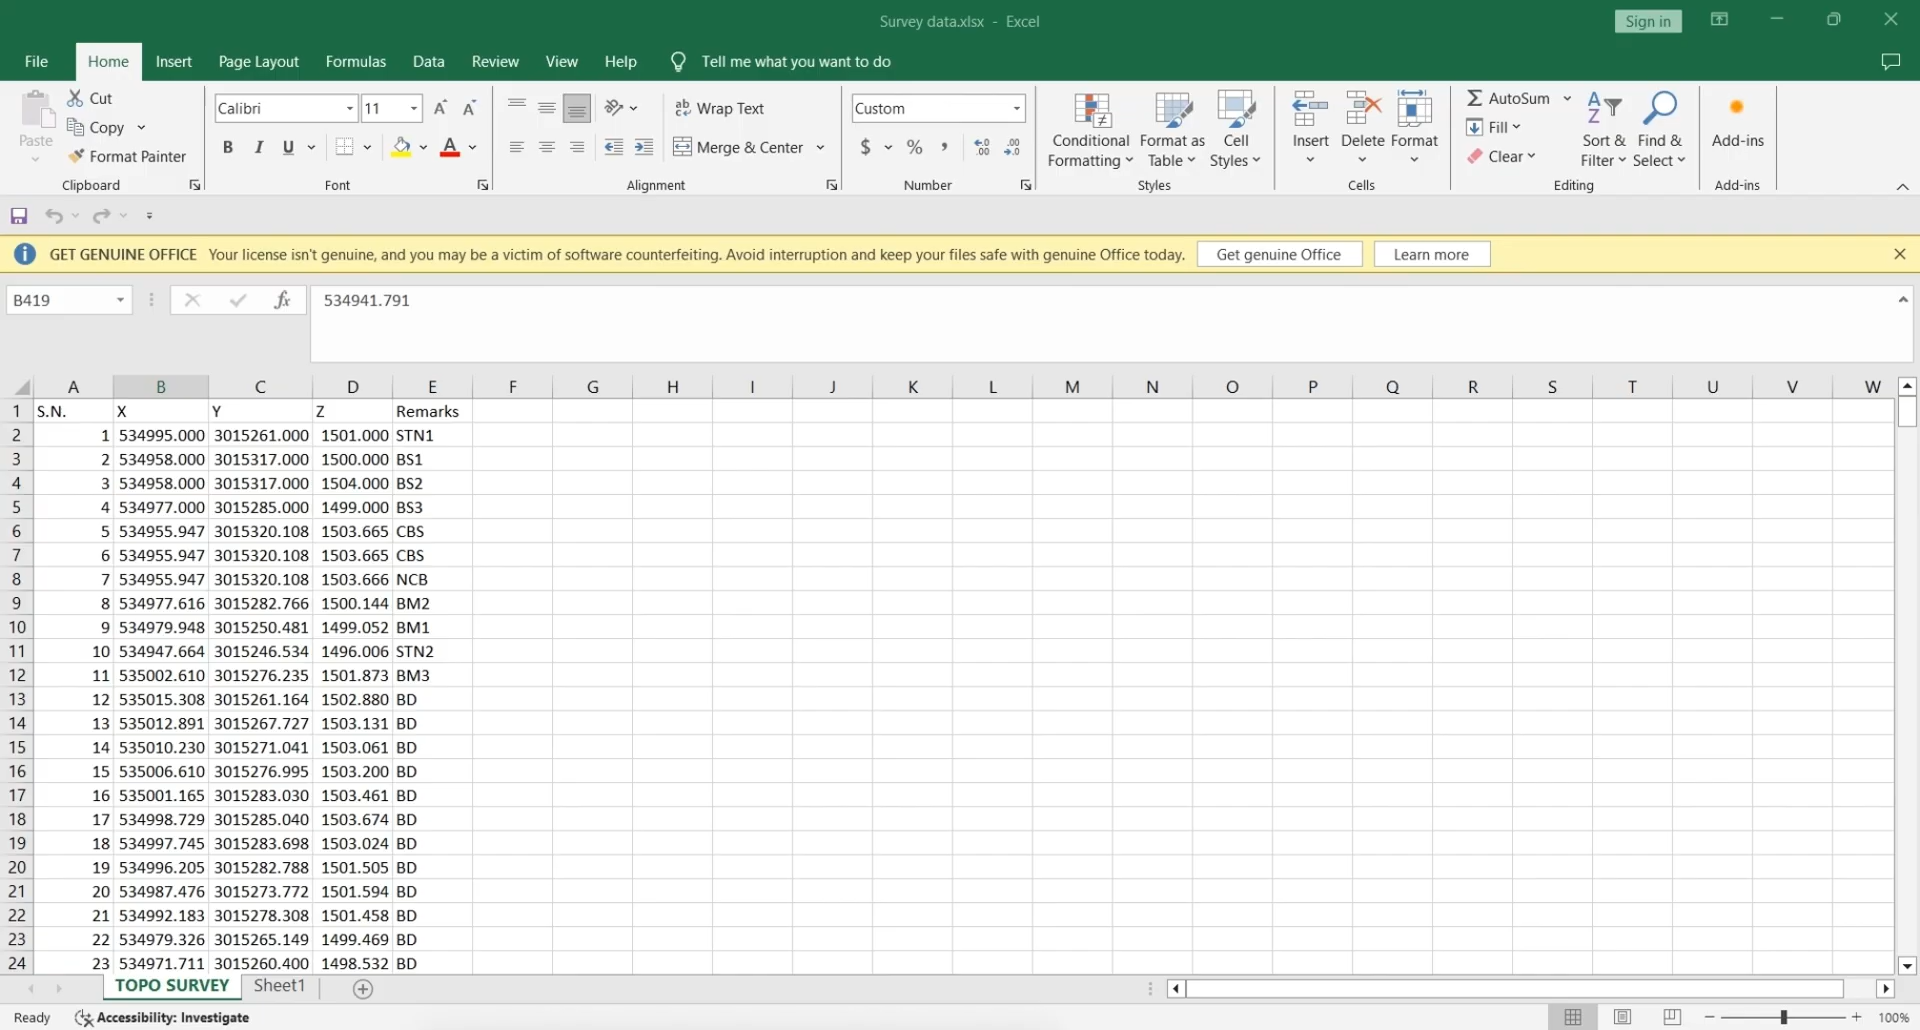 Survey data.xlsx - Excel
Sign in
File Home Insert Page Layout Formulas Data Review View Help Tell me what you want to do
Paste
Cut
Copy
Format Painter
Clipboard
Calibri 11
B I U
Font
Wrap Text
Merge & Center
Alignment
Custom
$ % ,
Number
Conditional Formatting
Format as Table
Cell Styles
Styles
Insert Delete Format
Cells
AutoSum
Fill
Clear
Sort & Filter
Find & Select
Editing
Add-ins
Add-ins
GET GENUINE OFFICE Your license isn't genuine, and you may be a victim of software counterfeiting. Avoid interruption and keep your files safe with genuine Office today. Get genuine Office Learn more
B419 fx 534941.791
A B C D E F G H I J K L M N O P Q R S T U V W
1 S.N. X Y Z Remarks
2 1 534995.000 3015261.000 1501.000 STN1
3 2 534958.000 3015317.000 1500.000 BS1
4 3 534958.000 3015317.000 1504.000 BS2
5 4 534977.000 3015285.000 1499.000 BS3
6 5 534955.947 3015320.108 1503.665 CBS
7 6 534955.947 3015320.108 1503.665 CBS
8 7 534955.947 3015320.108 1503.666 NCB
9 8 534977.616 3015282.766 1500.144 BM2
10 9 534979.948 3015250.481 1499.052 BM1
11 10 534947.664 3015246.534 1496.006 STN2
12 11 535002.610 3015276.235 1501.873 BM3
13 12 535015.308 3015261.164 1502.880 BD
14 13 535012.891 3015267.727 1503.131 BD
15 14 535010.230 3015271.041 1503.061 BD
16 15 535006.610 3015276.995 1503.200 BD
17 16 535001.165 3015283.030 1503.461 BD
18 17 534998.729 3015285.040 1503.674 BD
19 18 534997.745 3015283.698 1503.024 BD
20 19 534996.205 3015282.788 1501.505 BD
21 20 534987.476 3015273.772 1501.594 BD
22 21 534992.183 3015278.308 1501.458 BD
23 22 534979.326 3015265.149 1499.469 BD
24 23 534971.711 3015260.400 1498.532 BD
TOPO SURVEY Sheet1
Ready Accessibility: Investigate 100%